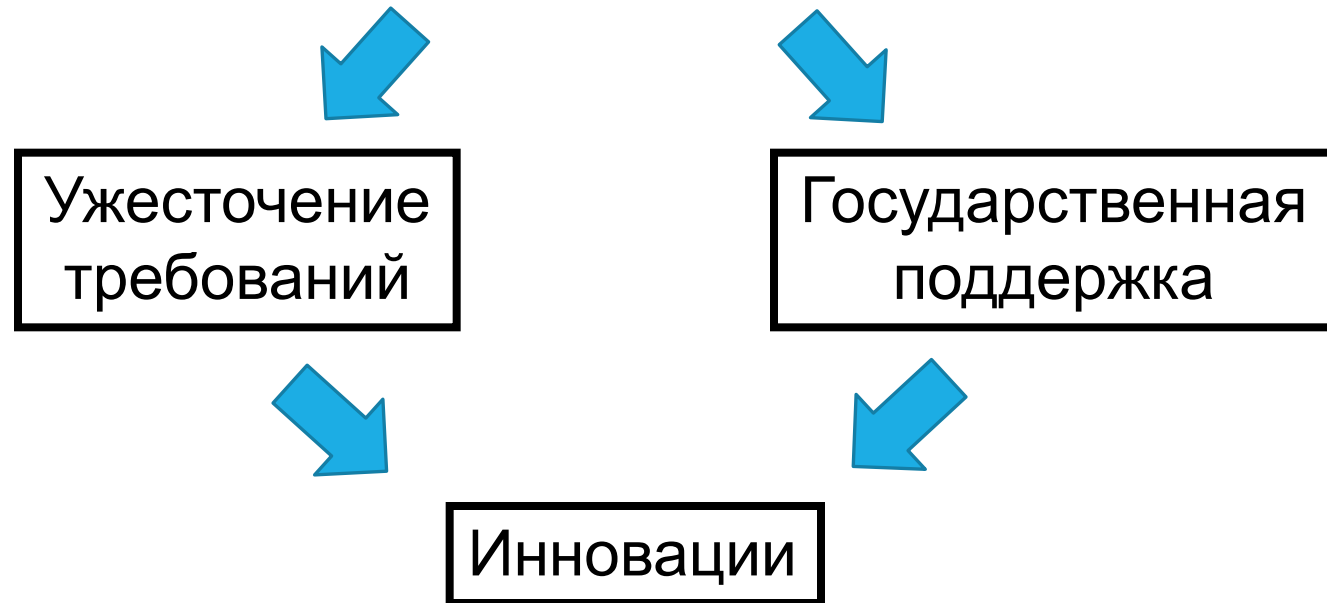 Ужесточение
требований
Государственная
поддержка
Инновации